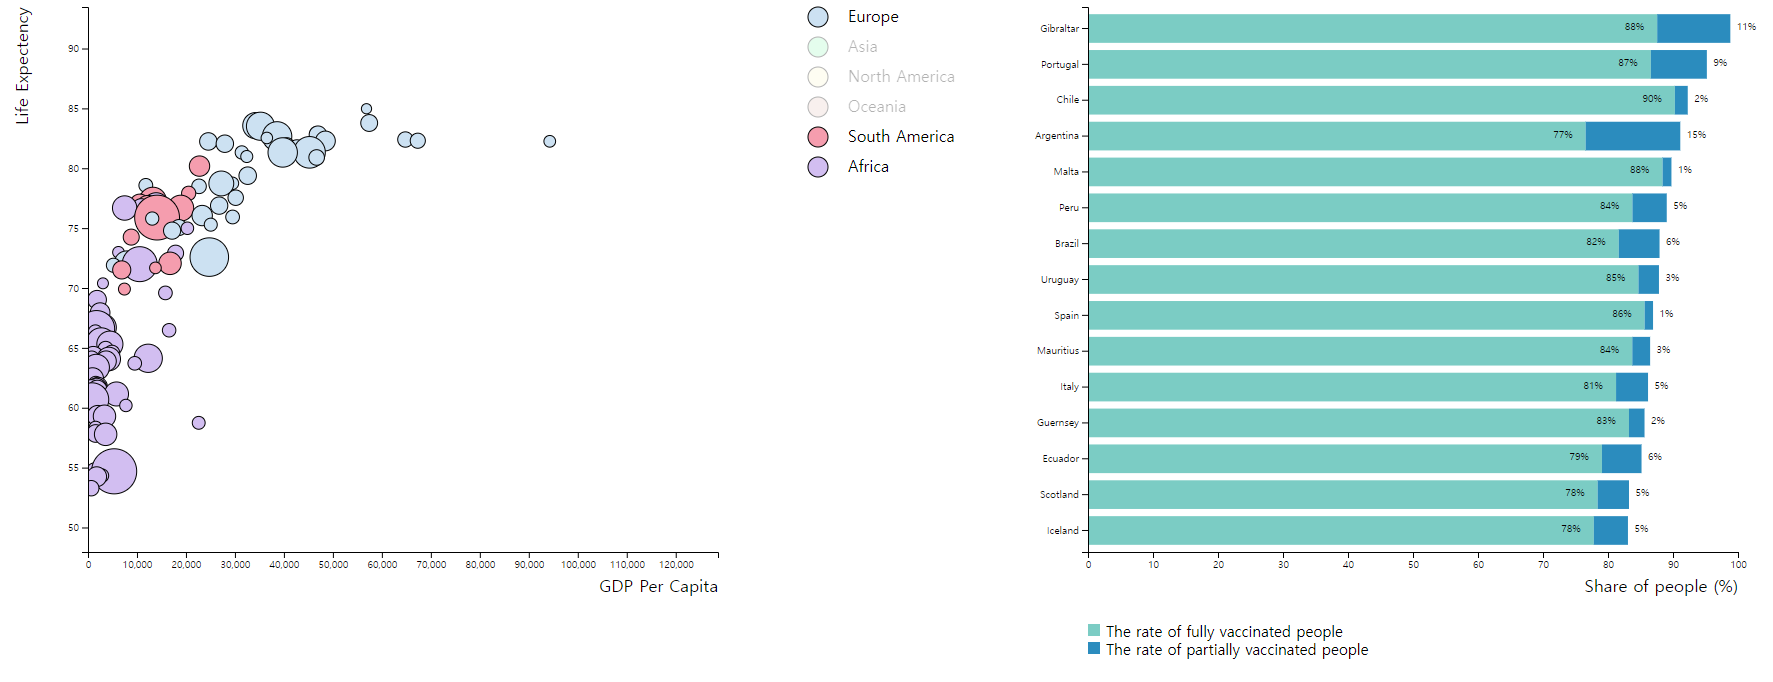 Life Expectency
90
85
80
75
70
65
60
55
50
0 10,000 20,000 30,000 40,000 50,000 60,000 70,000 80,000 90,000 100,000 110,000 120,000
GDP Per Capita
Europe
Asia
North America
Oceania
South America
Africa
Gibraltar 88% 11%
Portugal 87% 9%
Chile 90% 2%
Argentina 77% 15%
Malta 88% 1%
Peru 84% 5%
Brazil 82% 6%
Uruguay 85% 3%
Spain 86% 1%
Mauritius 84% 3%
Italy 81% 5%
Guernsey 83% 2%
Ecuador 79% 6%
Scotland 78% 5%
Iceland 78% 5%
0 10 20 30 40 50 60 70 80 90 100
Share of people (%)
The rate of fully vaccinated people
The rate of partially vaccinated people